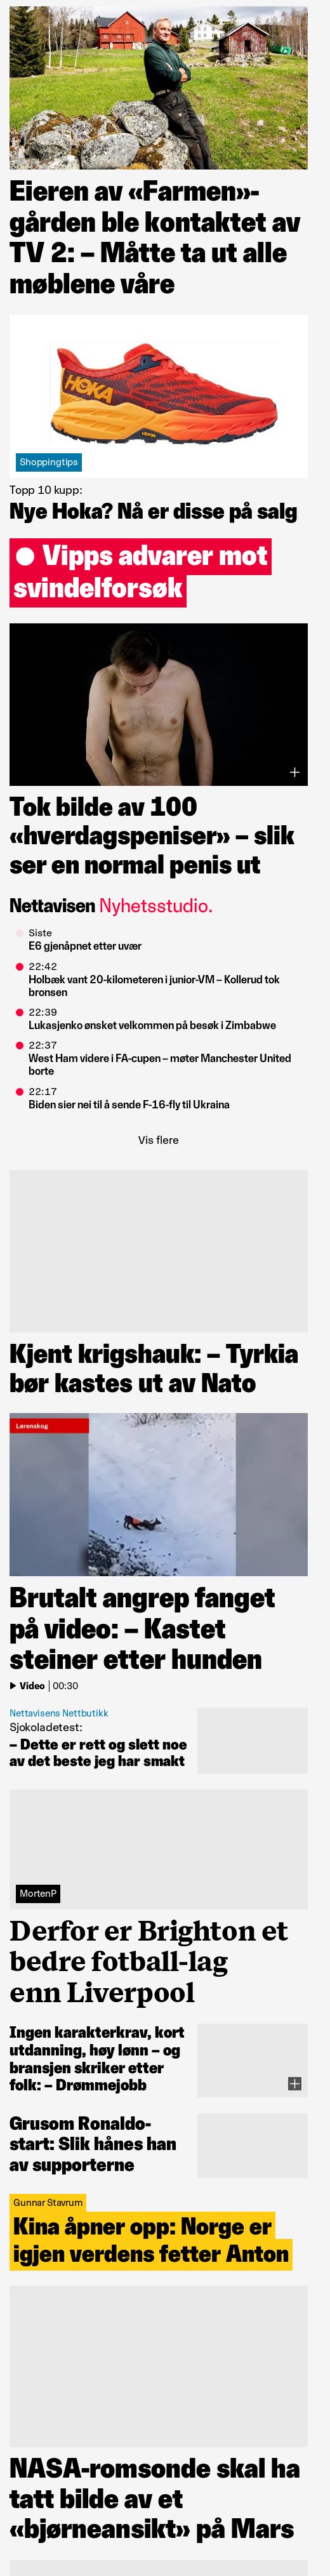 Eieren av «Farmen»-
gården ble kontaktet av
TV 2: – Måtte ta ut alle
møblene våre
HOKA
vibram
Shoppingtips
Topp 10 kupp:
Nye Hoka? Nå er disse på salg
Vipps advarer mot
svindelforsøk
Tok bilde av 100
«hverdagspeniser» – slik
ser en normal penis ut
Nettavisen Nyhetsstudio.
Siste
E6 gjenåpnet etter uvær
22:42
Holbæk vant 20-kilometeren i junior-VM – Kollerud tok
bronsen
22:39
Lukasjenko ønsket velkommen på besøk i Zimbabwe
22:37
West Ham videre i FA-cupen – møter Manchester United
borte
22:17
Biden sier nei til å sende F-16-fly til Ukraina
Vis flere
Kjent krigshauk: – Tyrkia
bør kastes ut av Nato
Lørenskog
Brutalt angrep fanget
på video: – Kastet
steiner etter hunden
Video | 00:30
Nettavisens Nettbutikk
Sjokoladetest:
– Dette er rett og slett noe
av det beste jeg har smakt
MortenP
Derfor er Brighton et
bedre fotball-lag
enn Liverpool
Ingen karakterkrav, kort
utdanning, høy lønn – og
bransjen skriker etter
folk: – Drømmejobb
Grusom Ronaldo-
start: Slik hånes han
av supporterne
Gunnar Stavrum
Kina åpner opp: Norge er
igjen verdens fetter Anton
NASA-romsonde skal ha
tatt bilde av et
«bjørneansikt» på Mars